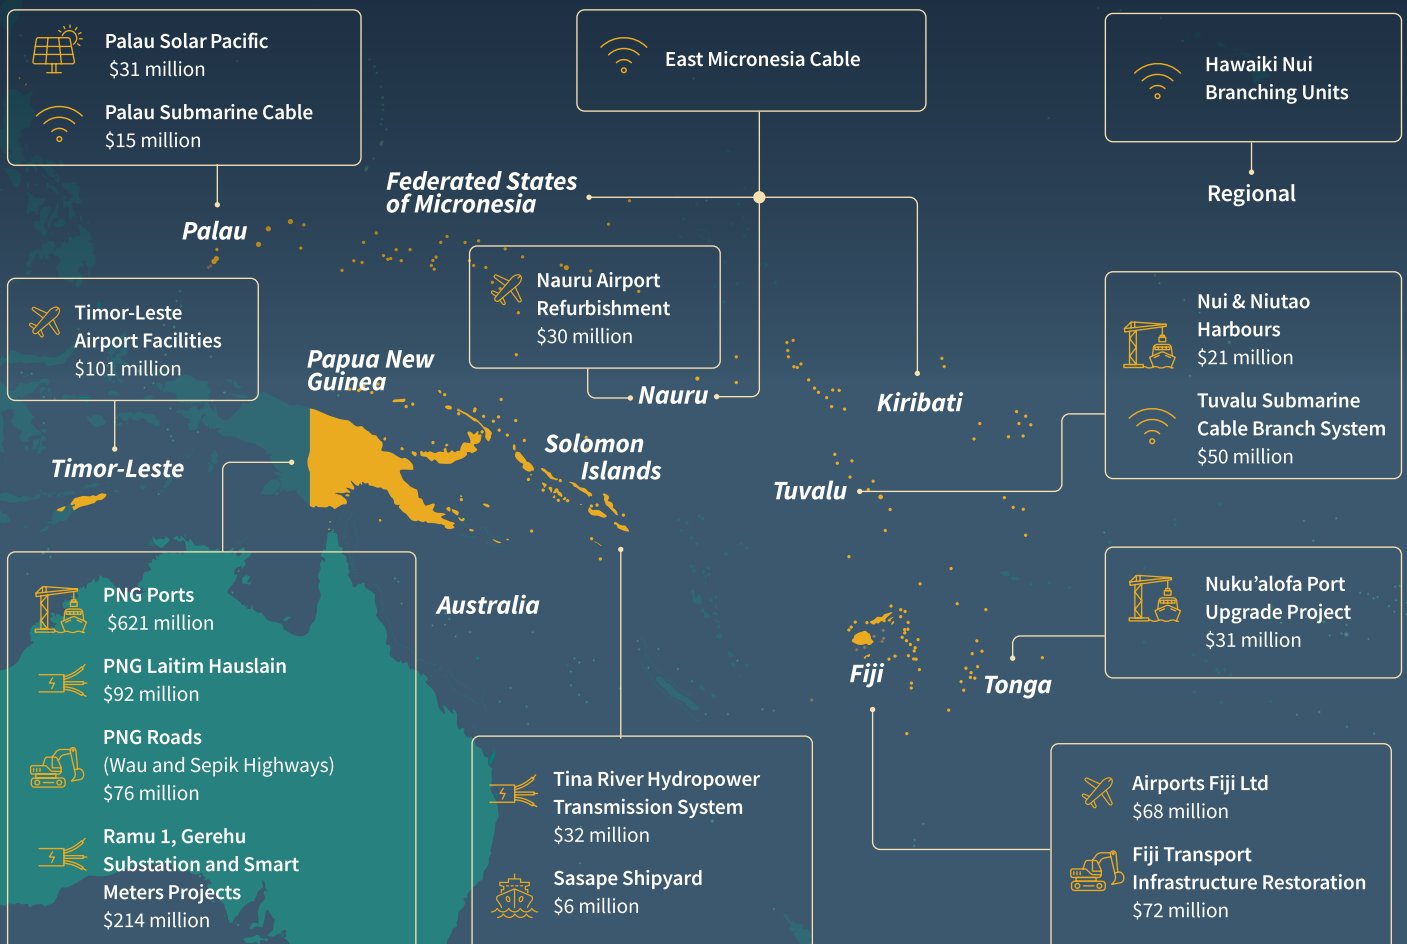 Palau Solar Pacific
$31 million
Palau Submarine Cable
$15 million
Palau
East Micronesia Cable
Federated States
of Micronesia
Hawaiki Nui
Branching Units
Regional
Timor-Leste
Airport Facilities
$101 million
Timor-Leste
Nauru Airport
Refurbishment
$30 million
Nauru
Kiribati
Papua New
Guinea
Solomon
Islands
Nui & Niutao
Harbours
$21 million
Tuvalu Submarine
Cable Branch System
$50 million
Tuvalu
PNG Ports
$621 million
PNG Laitim Hauslain
$92 million
PNG Roads
(Wau and Sepik Highways)
$76 million
Ramu 1, Gerehu
Substation and Smart
Meters Projects
$214 million
Australia
Nuku’alofa Port
Upgrade Project
$31 million
Fiji
Tonga
Tina River Hydropower
Transmission System
$32 million
Sasape Shipyard
$6 million
Airports Fiji Ltd
$68 million
Fiji Transport
Infrastructure Restoration
$72 million